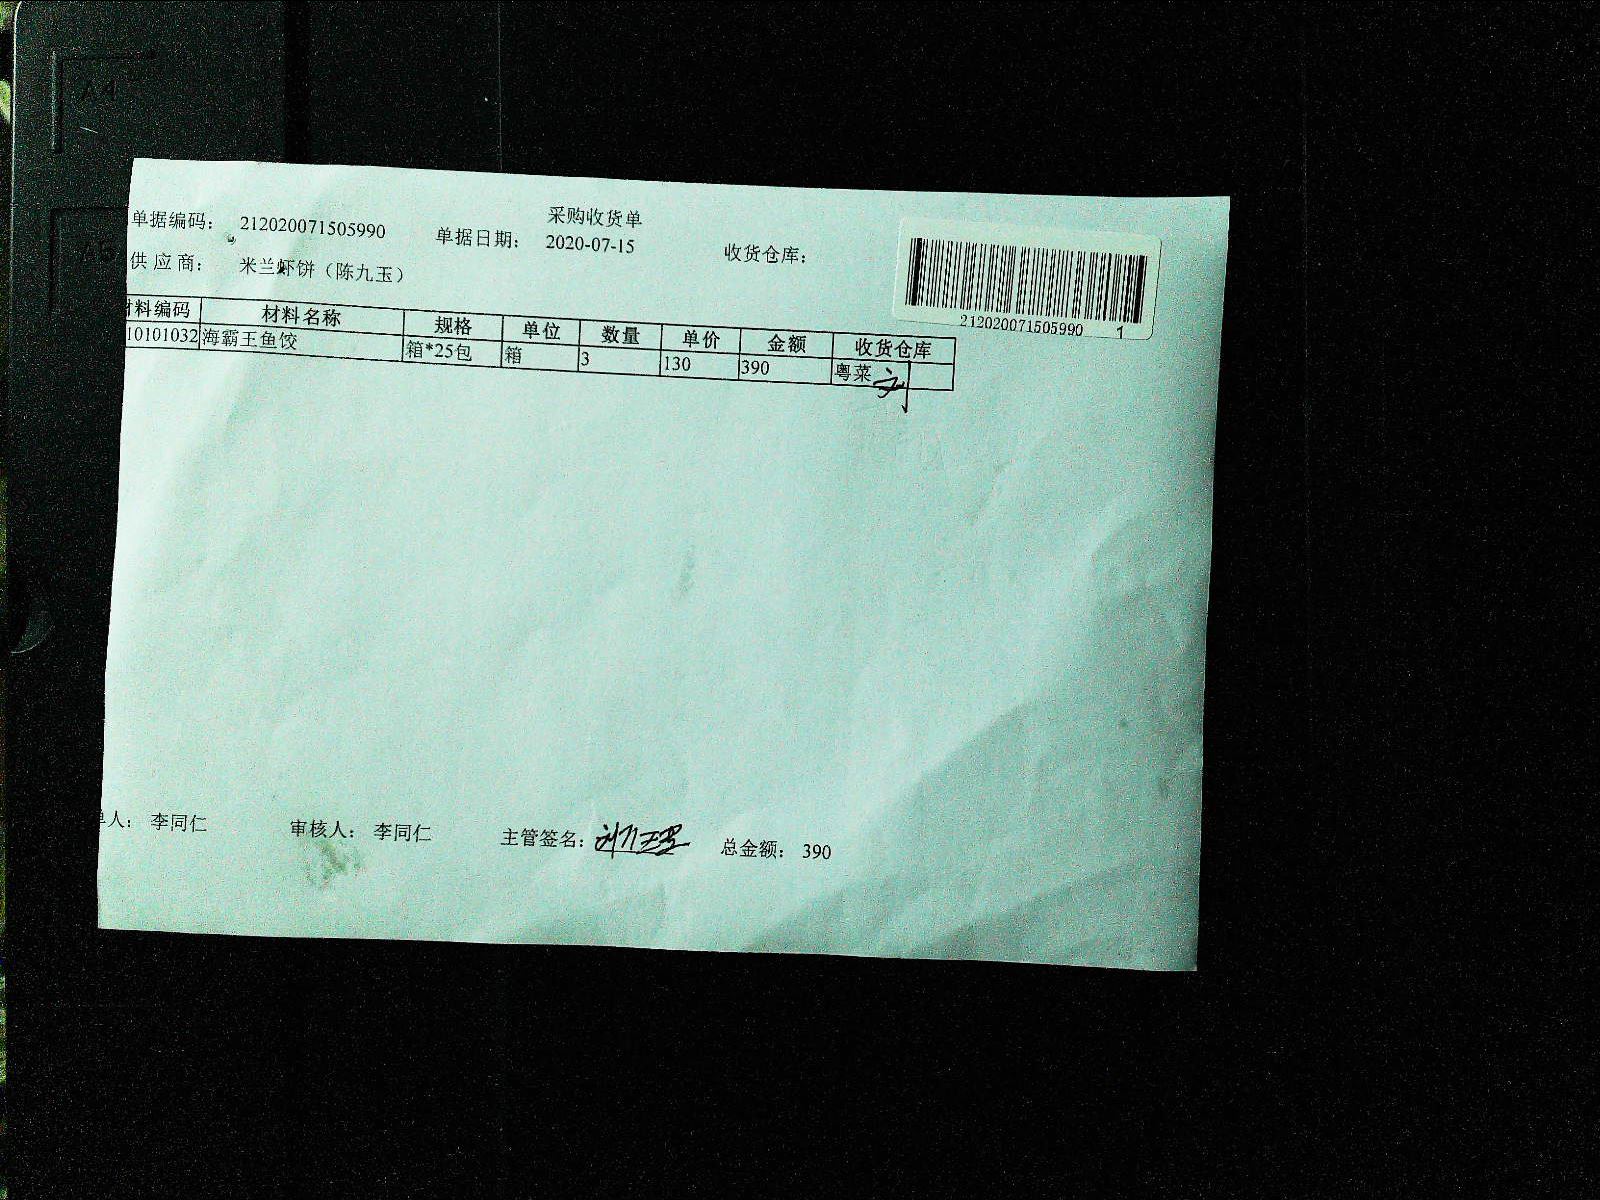 采购收货单
单据编码： 212020071505990 单据日期： 2020-07-15 收货仓库：
供应商： 米兰虾饼（陈九玉）
212020071505990 1
料编码 材料名称 规格 单位 数量 单价 金额 收货仓库
10101032 海霸王鱼饺 箱*25包 箱 3 130 390 粤菜
人： 李同仁 审核人： 李同仁 主管签名： 总金额： 390